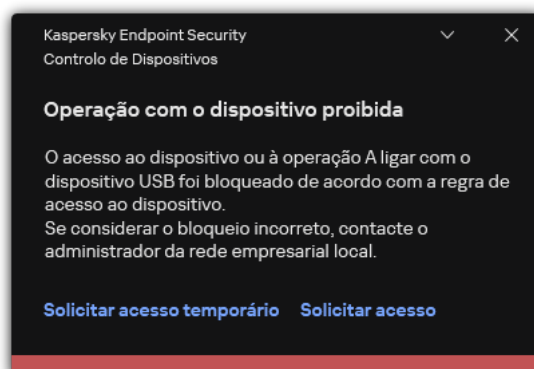 Kaspersky Endpoint Security
Controlo de Dispositivos
Operação com o dispositivo proibida
O acesso ao dispositivo ou à operação A ligar com o
dispositivo USB foi bloqueado de acordo com a regra de
acesso ao dispositivo.
Se considerar o bloqueio incorreto, contacte o
administrador da rede empresarial local.
Solicitar acesso temporário Solicitar acesso